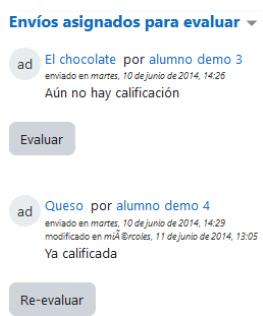 Envíos asignados para evaluar
ad
El chocolate por alumno demo 3
enviado en martes, 10 de junio de 2014, 14:26
Aún no hay calificación
Evaluar
ad
Queso por alumno demo 4
enviado en martes, 10 de junio de 2014, 14:29
modificado en miÃ©rcoles, 11 de junio de 2014, 13:05
Ya calificada
Re-evaluar